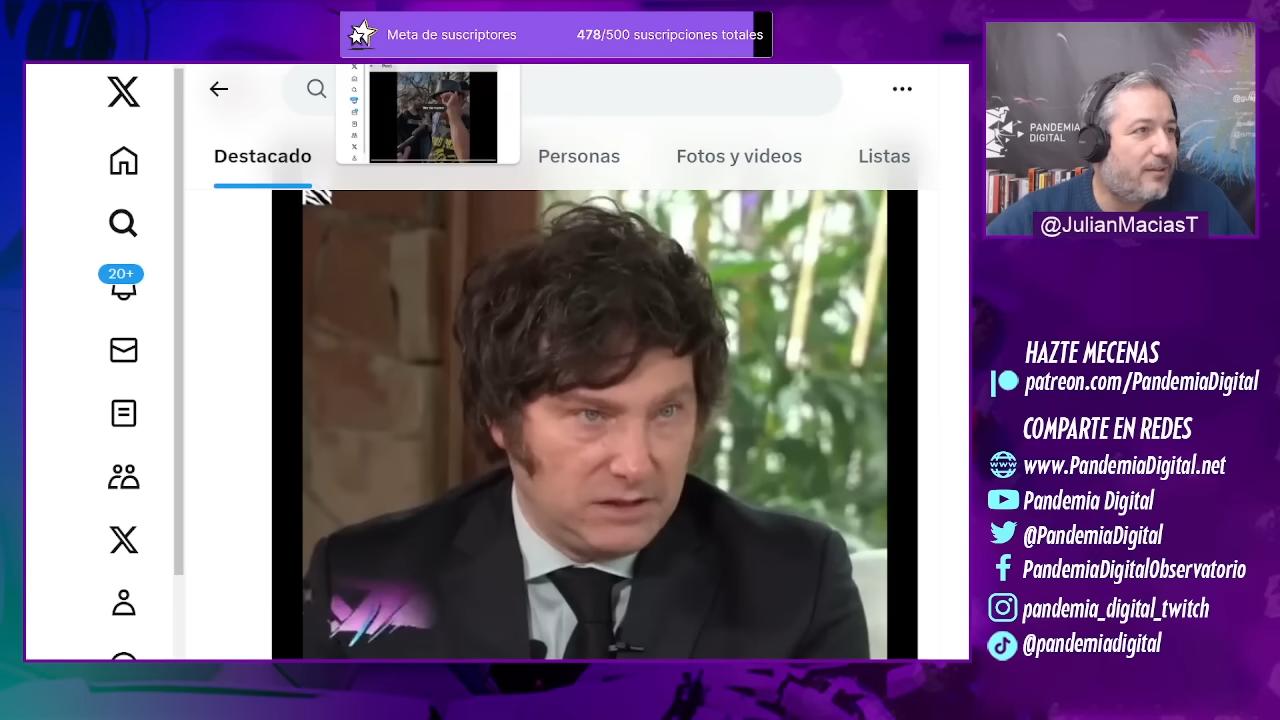 Meta de suscriptores
478/500 suscripciones totales
Destacado
Personas
Fotos y videos
Listas
20+
PANDEMIA
DIGITAL
@JulianMaciasT
HAZTE MECENAS
patreon.com/PandemiaDigital
COMPARTE EN REDES
www
www.PandemiaDigital.net
Pandemia Digital
@PandemiaDigital
PandemiaDigitalObservatorio
pandemia_digital_twitch
@pandemiadigital